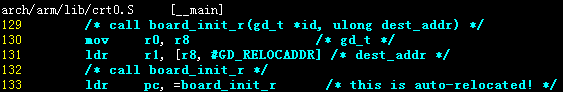 arch/arm/lib/crt0.S [__main]
129 /* call board_init_r(gd_t *id, ulong dest_addr) */
130 mov r0, r8 /* gd_t */
131 ldr r1, [r8, #GD_RELOCADDR] /* dest_addr */
132 /* call board_init_r */
133 ldr pc, =board_init_r /* this is auto-relocated! */